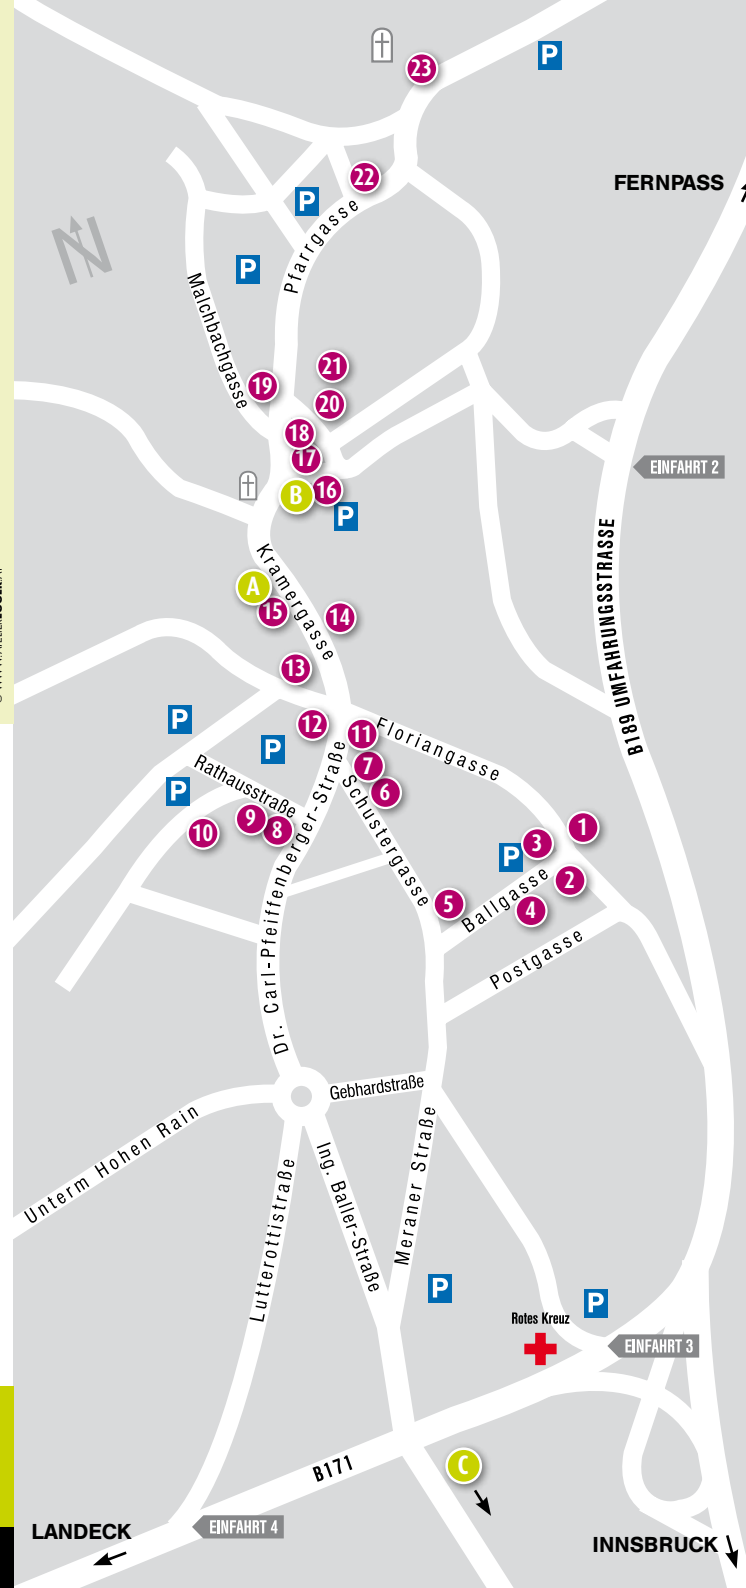 23
P
22
FERNPASS
P
Pfarrgasse
N
P
Malchbachgasse
21
19
20
18
17
EINFAHRT 2
B
16
P
Kramergasse
A
15
14
B189 UMFAHRUNGSSTRASSE
13
P
12
11
Floriangasse
P
7
Rathausstraße
6
P
Schustergasse
9
8
10
1
3
P
2
Ballgasse
5
4
Dr. Carl-Pfeiffenberger-Straße
Postgasse
Gebhardstraße
Unterm Hohen Rain
Ing. Baller-Straße
Meraner Straße
Lutterottistraße
P
P
Rotes Kreuz
EINFAHRT 3
B171
C
EINFAHRT 4
LANDECK
INNSBRUCK